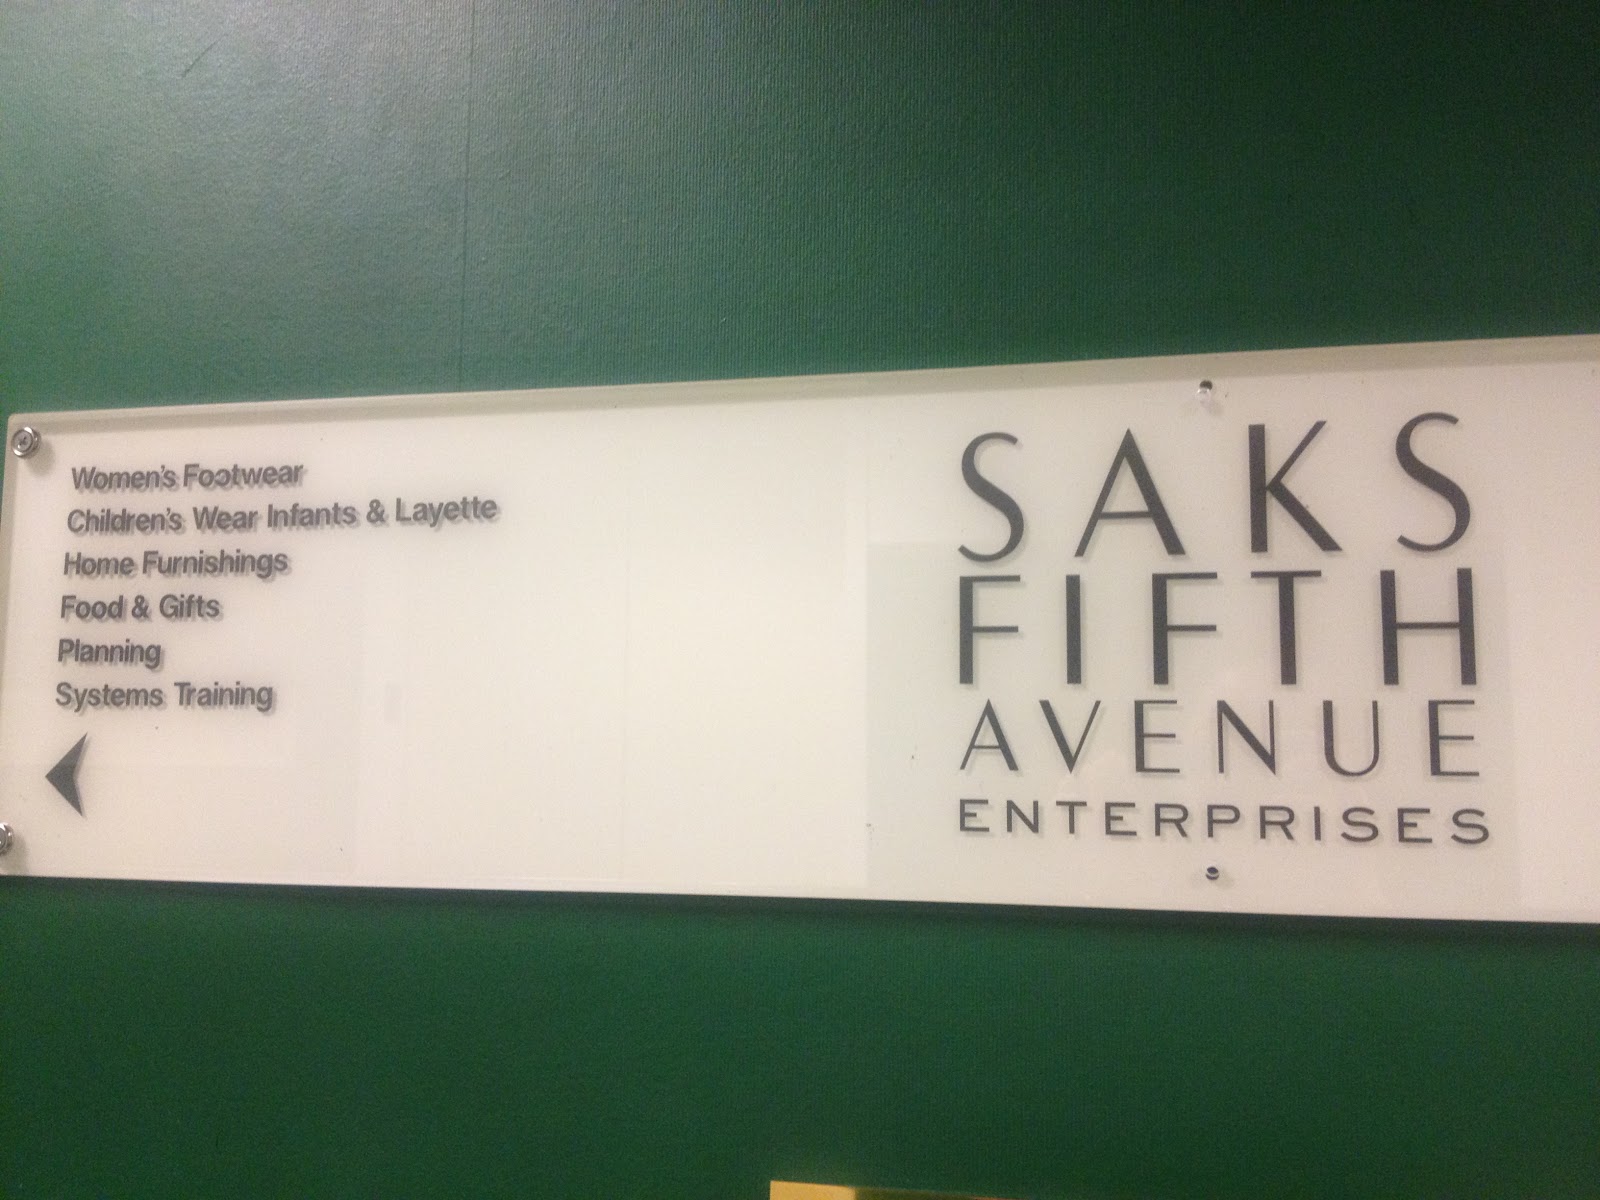 Women's Footwear
Children's Wear Infants & Layette
Home Furnishings
Food & Gifts
Planning
Systems Training
SAKS
FIFTH
AVENUE
ENTERPRISES